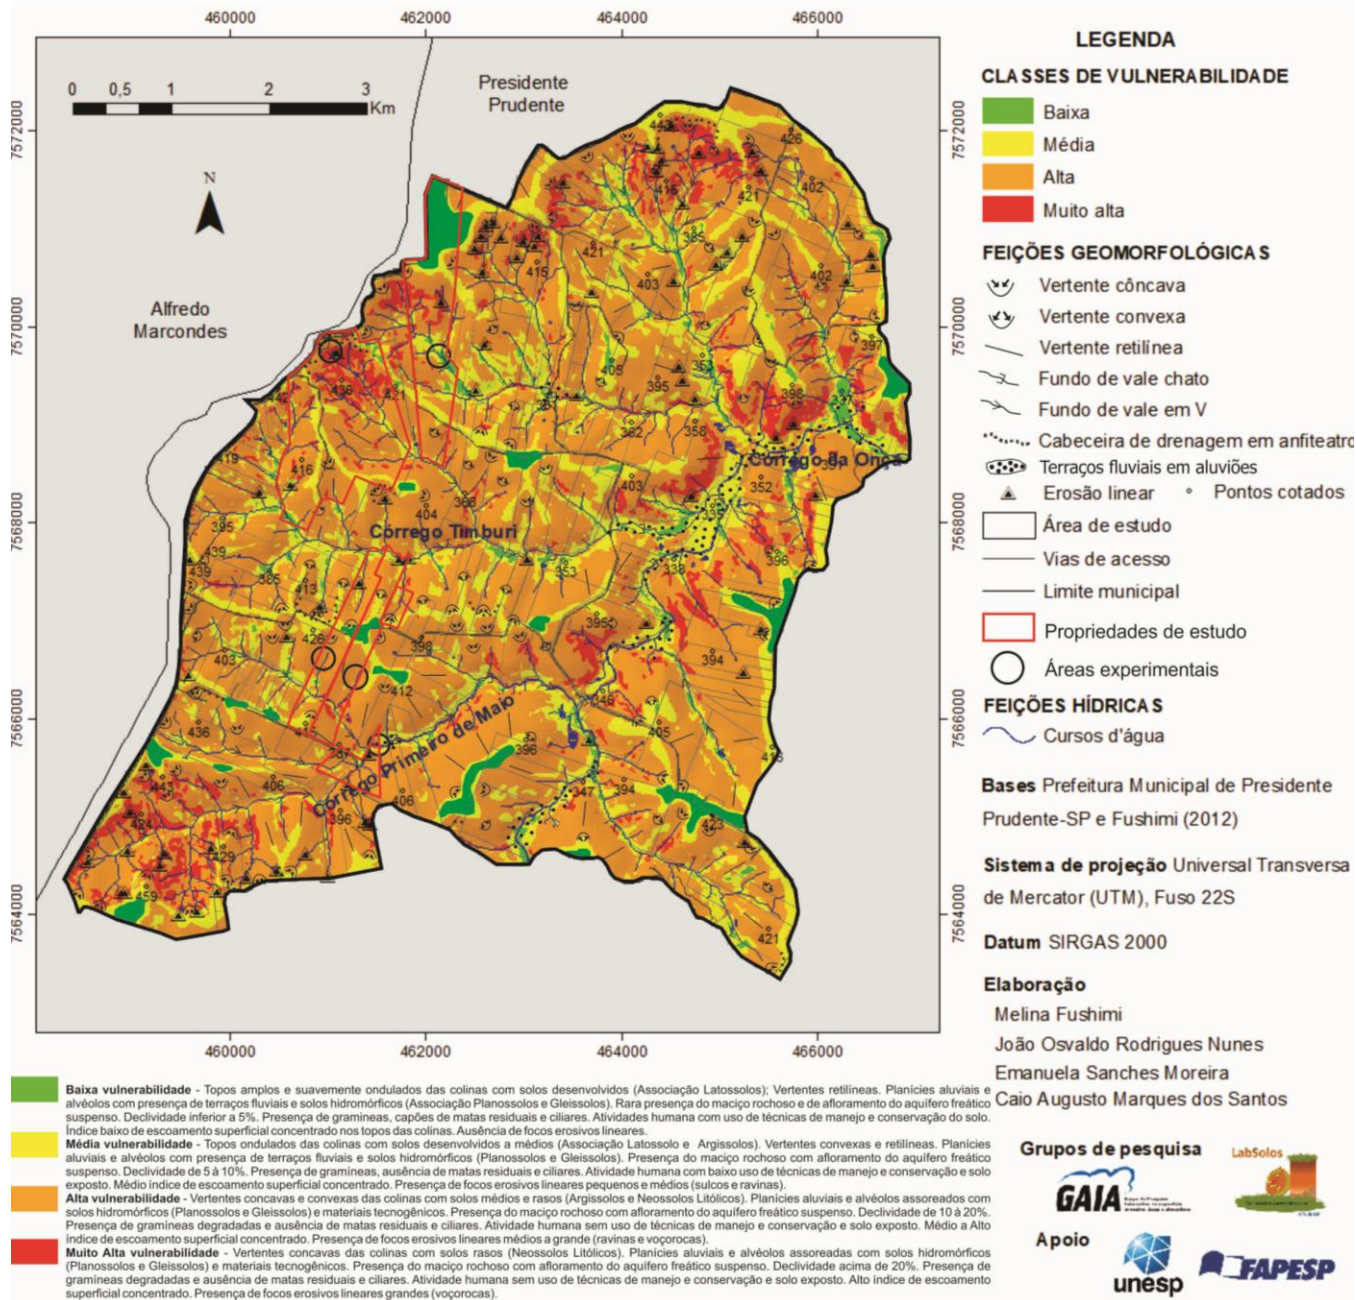 460000 462000 464000 466000
0 0,5 1 2 3
Km
Presidente
Prudente
N
Alfredo
Marcondes
7572000
7570000
7568000
7566000
7564000
Córrego da Onça
Córrego Timburi
Córrego Primeiro de Maio
7572000
7570000
7568000
7566000
7564000
460000 462000 464000 466000
LEGENDA
CLASSES DE VULNERABILIDADE
Baixa
Média
Alta
Muito alta
FEIÇÕES GEOMORFOLÓGICAS
Vertente côncava
Vertente convexa
Vertente retilínea
Fundo de vale chato
Fundo de vale em V
Cabeceira de drenagem em anfiteatro
Terraços fluviais em aluviões
Erosão linear Pontos cotados
Área de estudo
Vias de acesso
Limite municipal
Propriedades de estudo
Áreas experimentais
FEIÇÕES HÍDRICAS
Cursos d'água
Bases Prefeitura Municipal de Presidente
Prudente-SP e Fushimi (2012)
Sistema de projeção Universal Transversa
de Mercator (UTM), Fuso 22S
Datum SIRGAS 2000
Elaboração
Melina Fushimi
João Osvaldo Rodrigues Nunes
Emanuela Sanches Moreira
Caio Augusto Marques dos Santos
Grupos de pesquisa
GAIA
LabSolos
Apoio
unesp
FAPESP
Baixa vulnerabilidade - Topos amplos e suavemente ondulados das colinas com solos desenvolvidos (Associação Latossolos); Vertentes retilíneas. Planícies aluviais e
alvéolos com presença de terraços fluviais e solos hidromórficos (Associação Planossolos e Gleissolos). Rara presença do maciço rochoso e de afloramento do aquífero freático
suspenso. Declividade inferior a 5%. Presença de gramíneas, capões de matas residuais e ciliares. Atividades humana com uso de técnicas de manejo e conservação do solo.
Índice baixo de escoamento superficial concentrado nos topos das colinas. Ausência de focos erosivos lineares.
Média vulnerabilidade - Topos ondulados das colinas com solos desenvolvidos a médios (Associação Latossolo e Argissolos). Vertentes convexas e retilíneas. Planícies
aluviais e alvéolos com presença de terraços fluviais e solos hidromórficos (Planossolos e Gleissolos). Presença do maciço rochoso com afloramento do aquífero freático
suspenso. Declividade de 5 à 10%. Presença de gramíneas, ausência de matas residuais e ciliares. Atividade humana com baixo uso de técnicas de manejo e conservação e solo
exposto. Médio índice de escoamento superficial concentrado. Presença de focos erosivos lineares pequenos e médios (sulcos e ravinas).
Alta vulnerabilidade - Vertentes concavas e convexas das colinas com solos médios e rasos (Argissolos e Neossolos Litólicos). Planícies aluviais e alvéolos assoreados com
solos hidromórficos (Planossolos e Gleissolos) e materiais tecnogênicos. Presença do maciço rochoso com afloramento do aquífero freático suspenso. Declividade de 10 à 20%.
Presença de gramíneas degradadas e ausência de matas residuais e ciliares. Atividade humana sem uso de técnicas de manejo e conservação e solo exposto. Médio a Alto
índice de escoamento superficial concentrado. Presença de focos erosivos lineares médios a grande (ravinas e voçorocas).
Muito Alta vulnerabilidade - Vertentes concavas das colinas com solos rasos (Neossolos Litólicos). Planícies aluviais e alvéolos assoreadas com solos hidromórficos
(Planossolos e Gleissolos) e materiais tecnogênicos. Presença do maciço rochoso com afloramento do aquífero freático suspenso. Declividade acima de 20%. Presença de
gramíneas degradadas e ausência de matas residuais e ciliares. Atividade humana sem uso de técnicas de manejo e conservação e solo exposto. Alto índice de escoamento
superficial concentrado. Presença de focos erosivos lineares grandes (voçorocas).